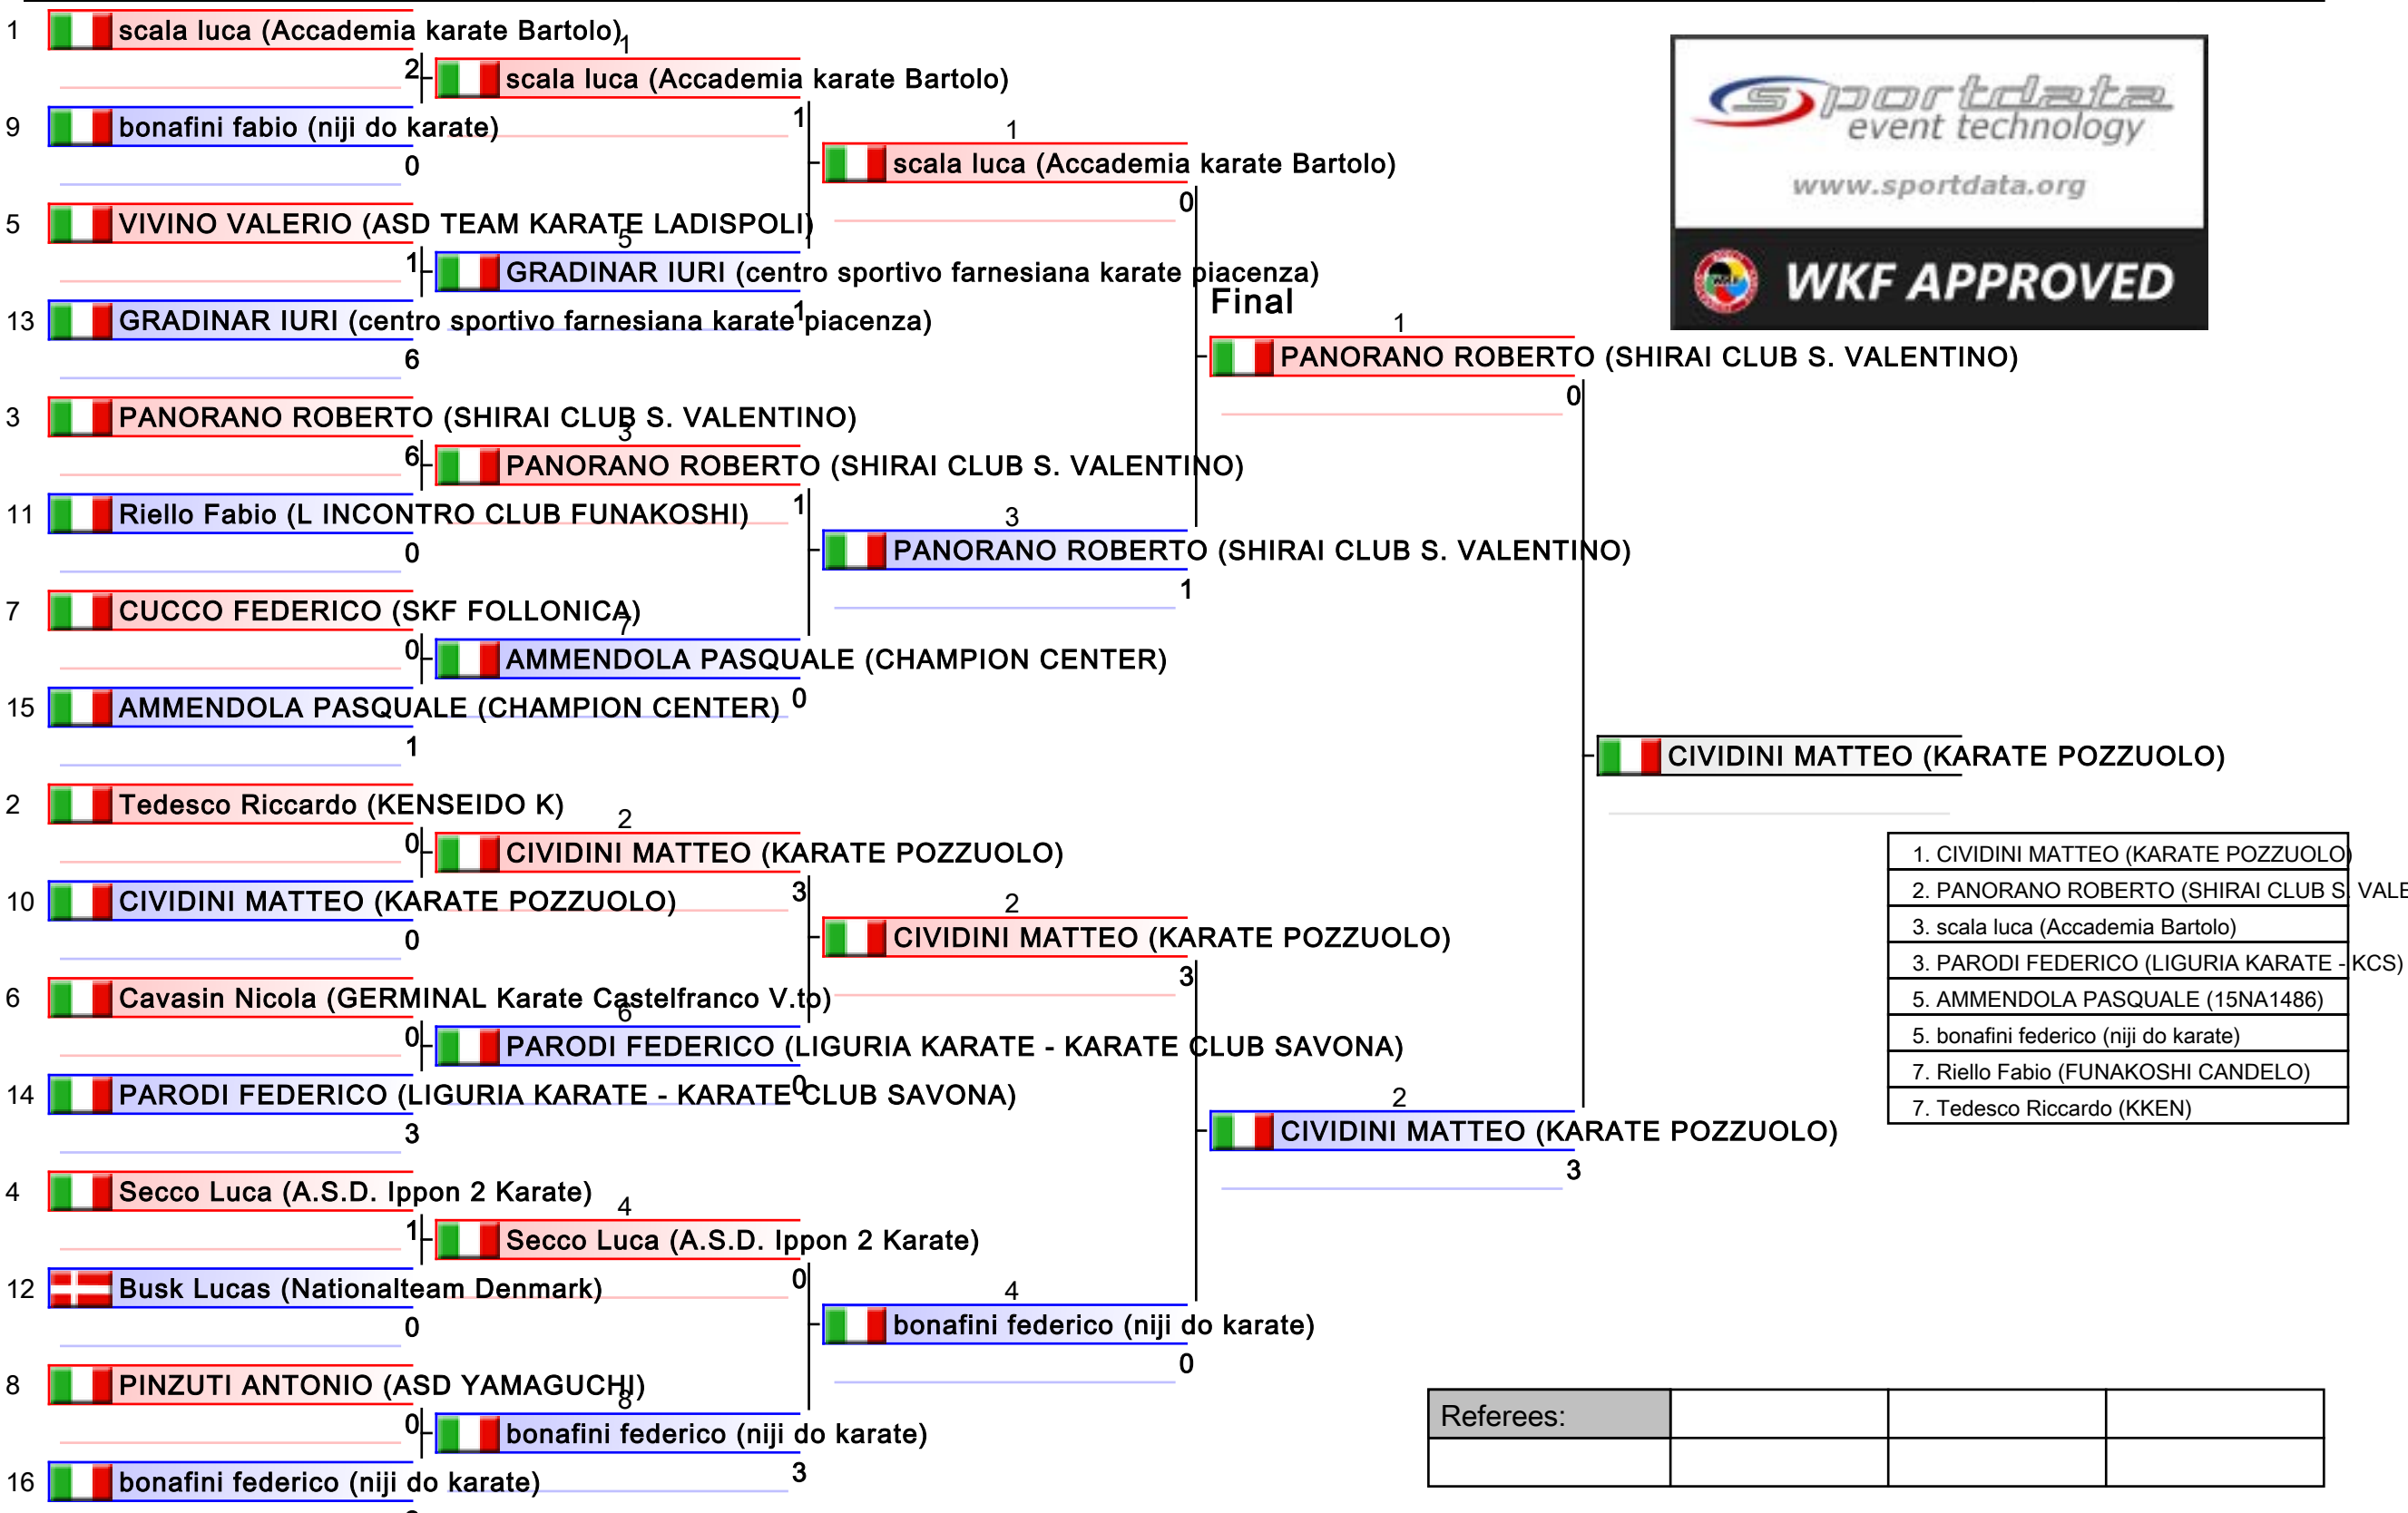 1 scala luca (Accademia karate Bartolo)
2
9 bonafini fabio (niji do karate)
0
5 VIVINO VALERIO (ASD TEAM KARATE LADISPOLI)
1
13 GRADINAR IURI (centro sportivo farnesiana karate piacenza)
6
3 PANORANO ROBERTO (SHIRAI CLUB S. VALENTINO)
6
11 Riello Fabio (L INCONTRO CLUB FUNAKOSHI)
0
7 CUCCO FEDERICO (SKF FOLLONICA)
0
15 AMMENDOLA PASQUALE (CHAMPION CENTER)
1
2 Tedesco Riccardo (KENSEIDO K)
0
10 CIVIDINI MATTEO (KARATE POZZUOLO)
0
6 Cavasin Nicola (GERMINAL Karate Castelfranco V.to)
0
14 PARODI FEDERICO (LIGURIA KARATE - KARATE CLUB SAVONA)
3
4 Secco Luca (A.S.D. Ippon 2 Karate)
1
12 Busk Lucas (Nationalteam Denmark)
0
8 PINZUTI ANTONIO (ASD YAMAGUCHI)
0
16 bonafini federico (niji do karate)
1
scala luca (Accademia karate Bartolo)
1
5
GRADINAR IURI (centro sportivo farnesiana karate piacenza)
1
3
PANORANO ROBERTO (SHIRAI CLUB S. VALENTINO)
1
7
AMMENDOLA PASQUALE (CHAMPION CENTER)
0
2
CIVIDINI MATTEO (KARATE POZZUOLO)
3
6
PARODI FEDERICO (LIGURIA KARATE - KARATE CLUB SAVONA)
0
4
Secco Luca (A.S.D. Ippon 2 Karate)
0
8
bonafini federico (niji do karate)
3
1
scala luca (Accademia karate Bartolo)
0
3
PANORANO ROBERTO (SHIRAI CLUB S. VALENTINO)
1
2
CIVIDINI MATTEO (KARATE POZZUOLO)
3
4
bonafini federico (niji do karate)
0
Final
1
PANORANO ROBERTO (SHIRAI CLUB S. VALENTINO)
0
2
CIVIDINI MATTEO (KARATE POZZUOLO)
3
CIVIDINI MATTEO (KARATE POZZUOLO)
sportdata
event technology
www.sportdata.org
WKF APPROVED
1. CIVIDINI MATTEO (KARATE POZZUOLO)
2. PANORANO ROBERTO (SHIRAI CLUB S. VALE
3. scala luca (Accademia Bartolo)
3. PARODI FEDERICO (LIGURIA KARATE - KCS)
5. AMMENDOLA PASQUALE (15NA1486)
5. bonafini federico (niji do karate)
7. Riello Fabio (FUNAKOSHI CANDELO)
7. Tedesco Riccardo (KKEN)
Referees: